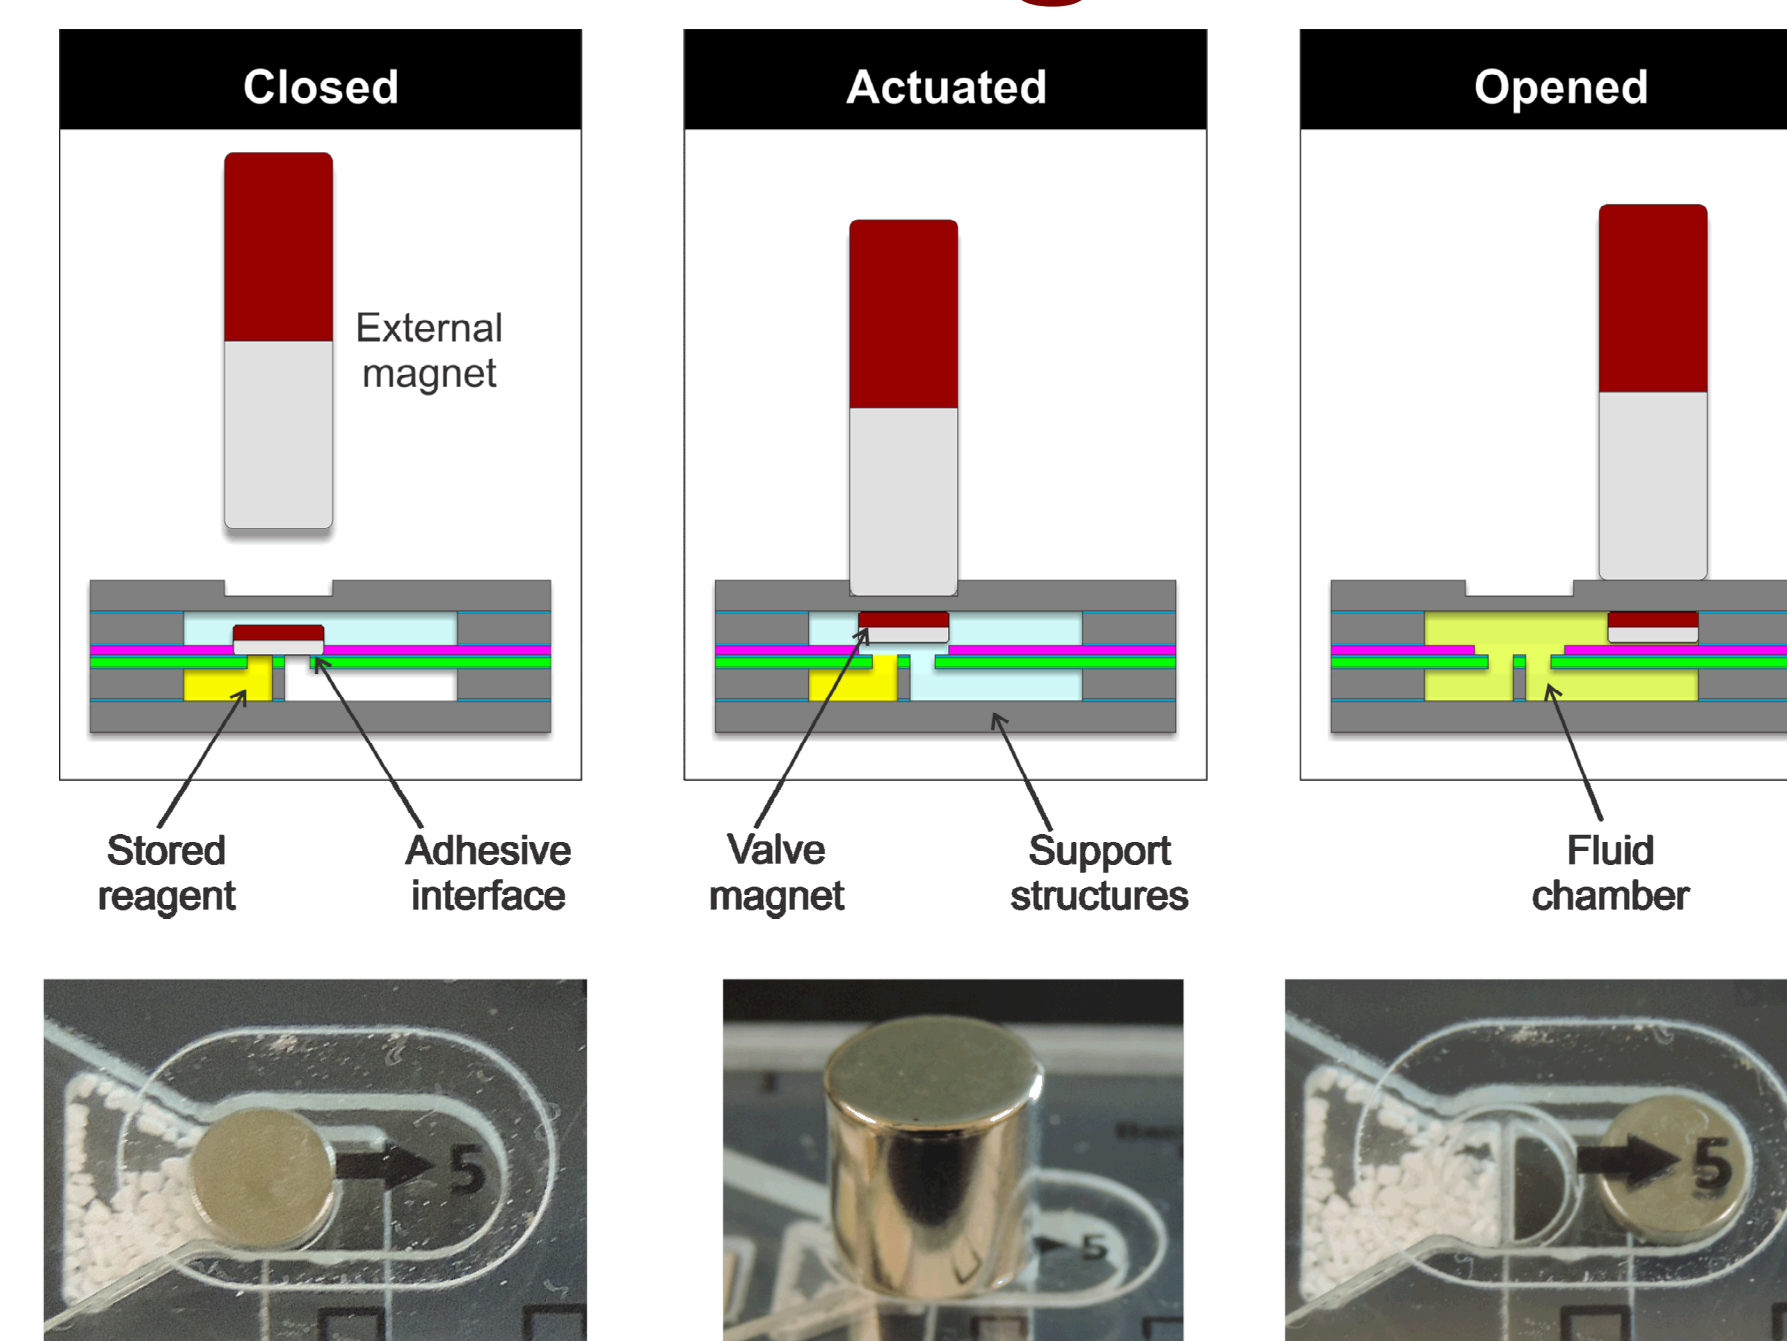 Closed
Actuated
Opened
External
magnet
Stored
reagent
Adhesive
interface
Valve
magnet
Support
structures
Fluid
chamber
5
5
5